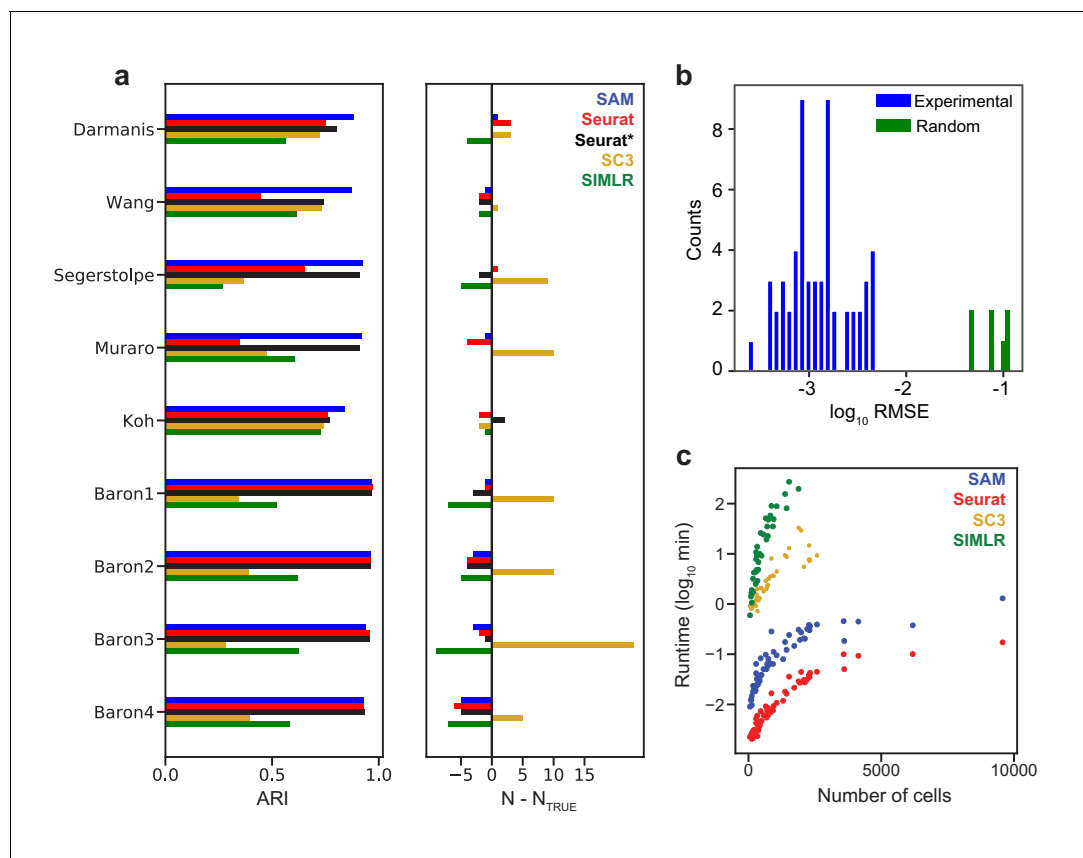 a
Darmanis
Wang
Segerstolpe
Muraro
Koh
Baron1
Baron2
Baron3
Baron4
0.0 0.5 1.0
ARI
SAM
Seurat
Seurat*
SC3
SIMLR
−5 0 5 10 15
N - N_TRUE
b
Experimental
Random
8
6
4
2
0
Counts
-3 -2 -1
log₁₀ RMSE
c
SAM
Seurat
SC3
SIMLR
2
1
0
−1
−2
Runtime (log₁₀ min)
0 5000 10000
Number of cells